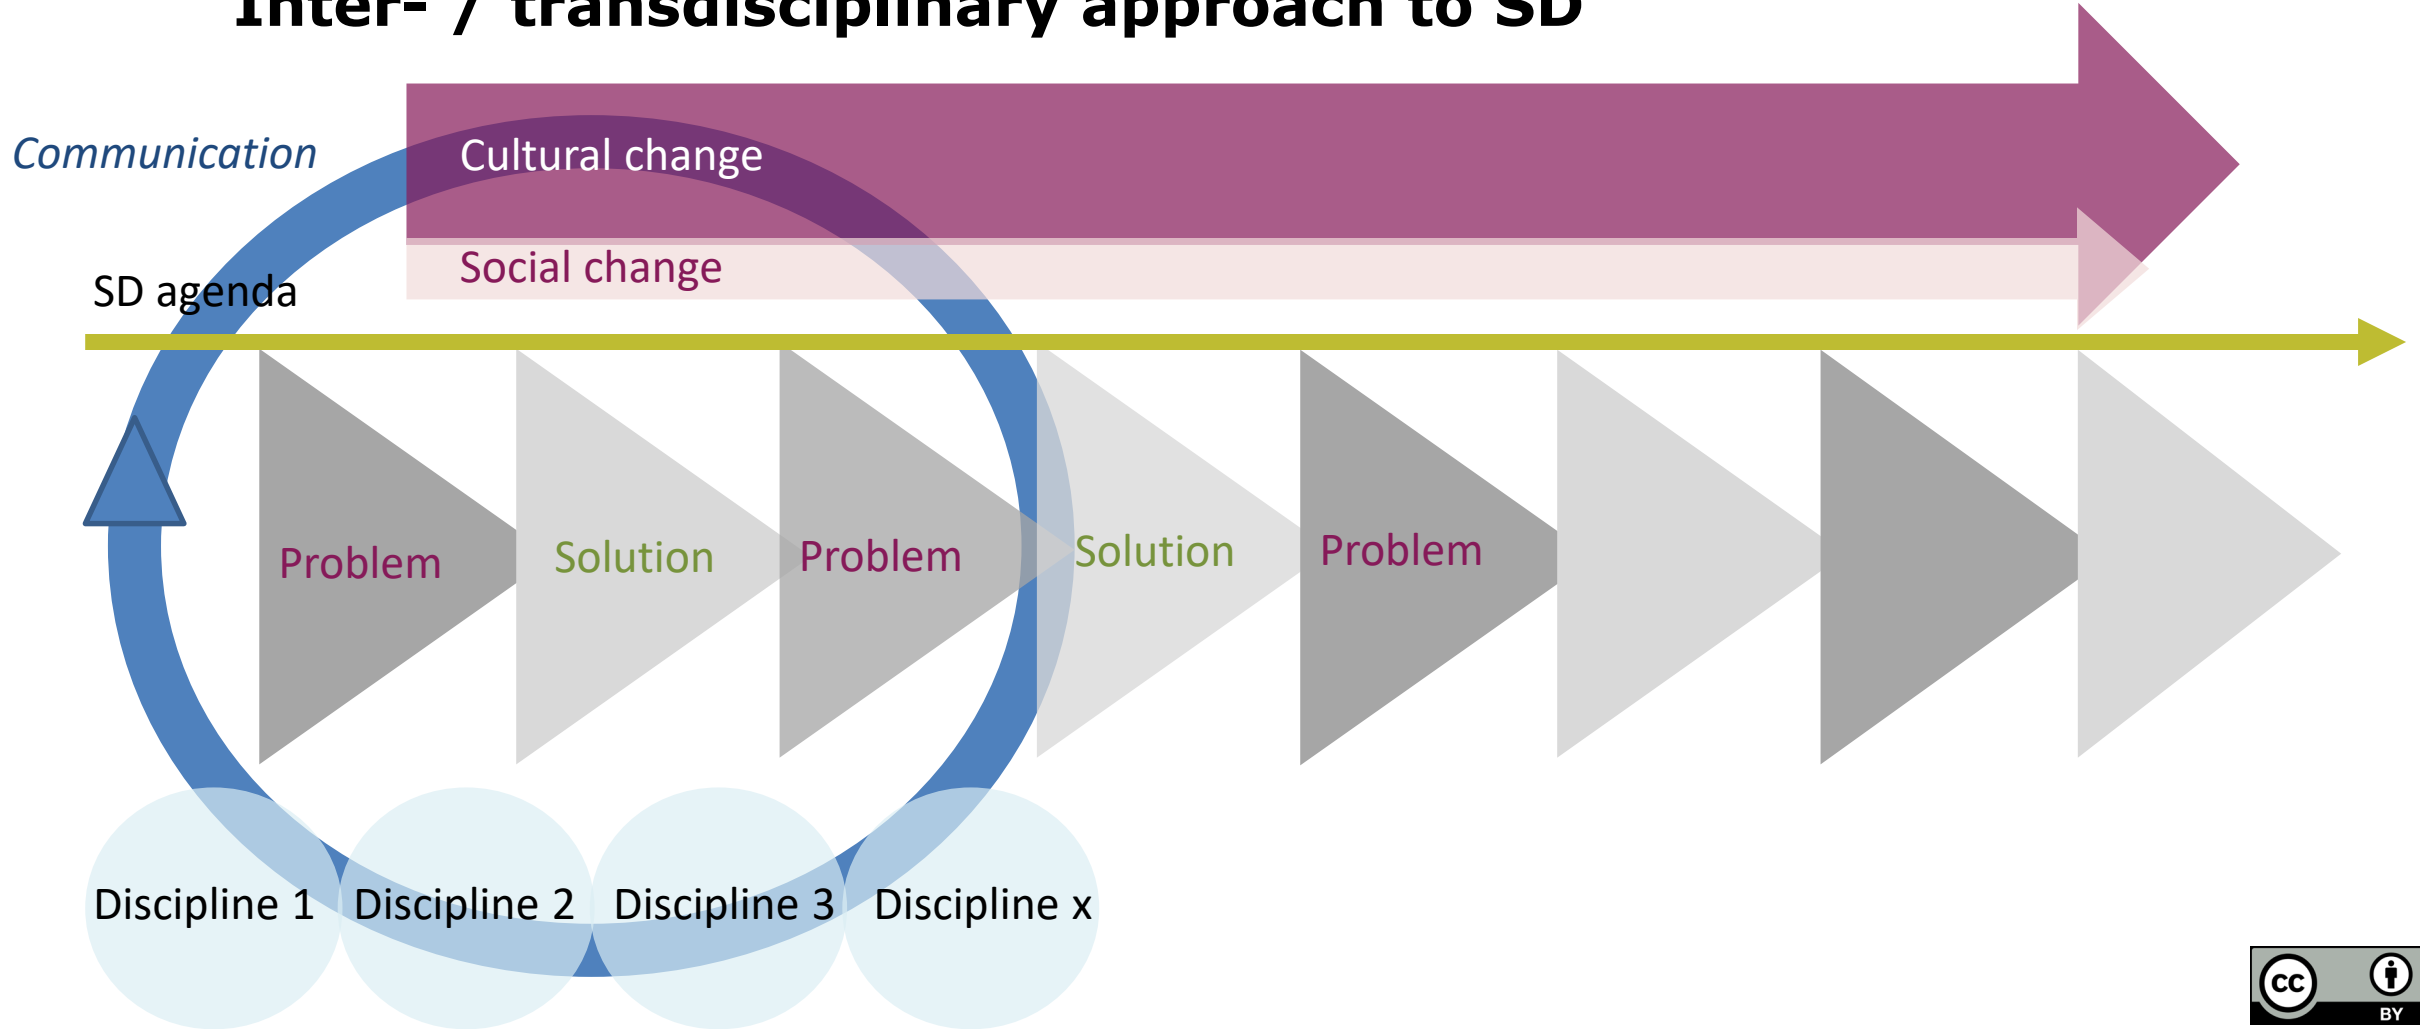 Inter- / transdisciplinary approach to SD
Communication
Cultural change
Social change
SD agenda
Problem
Solution
Problem
Solution
Problem
Discipline 1
Discipline 2
Discipline 3
Discipline x
cc
BY